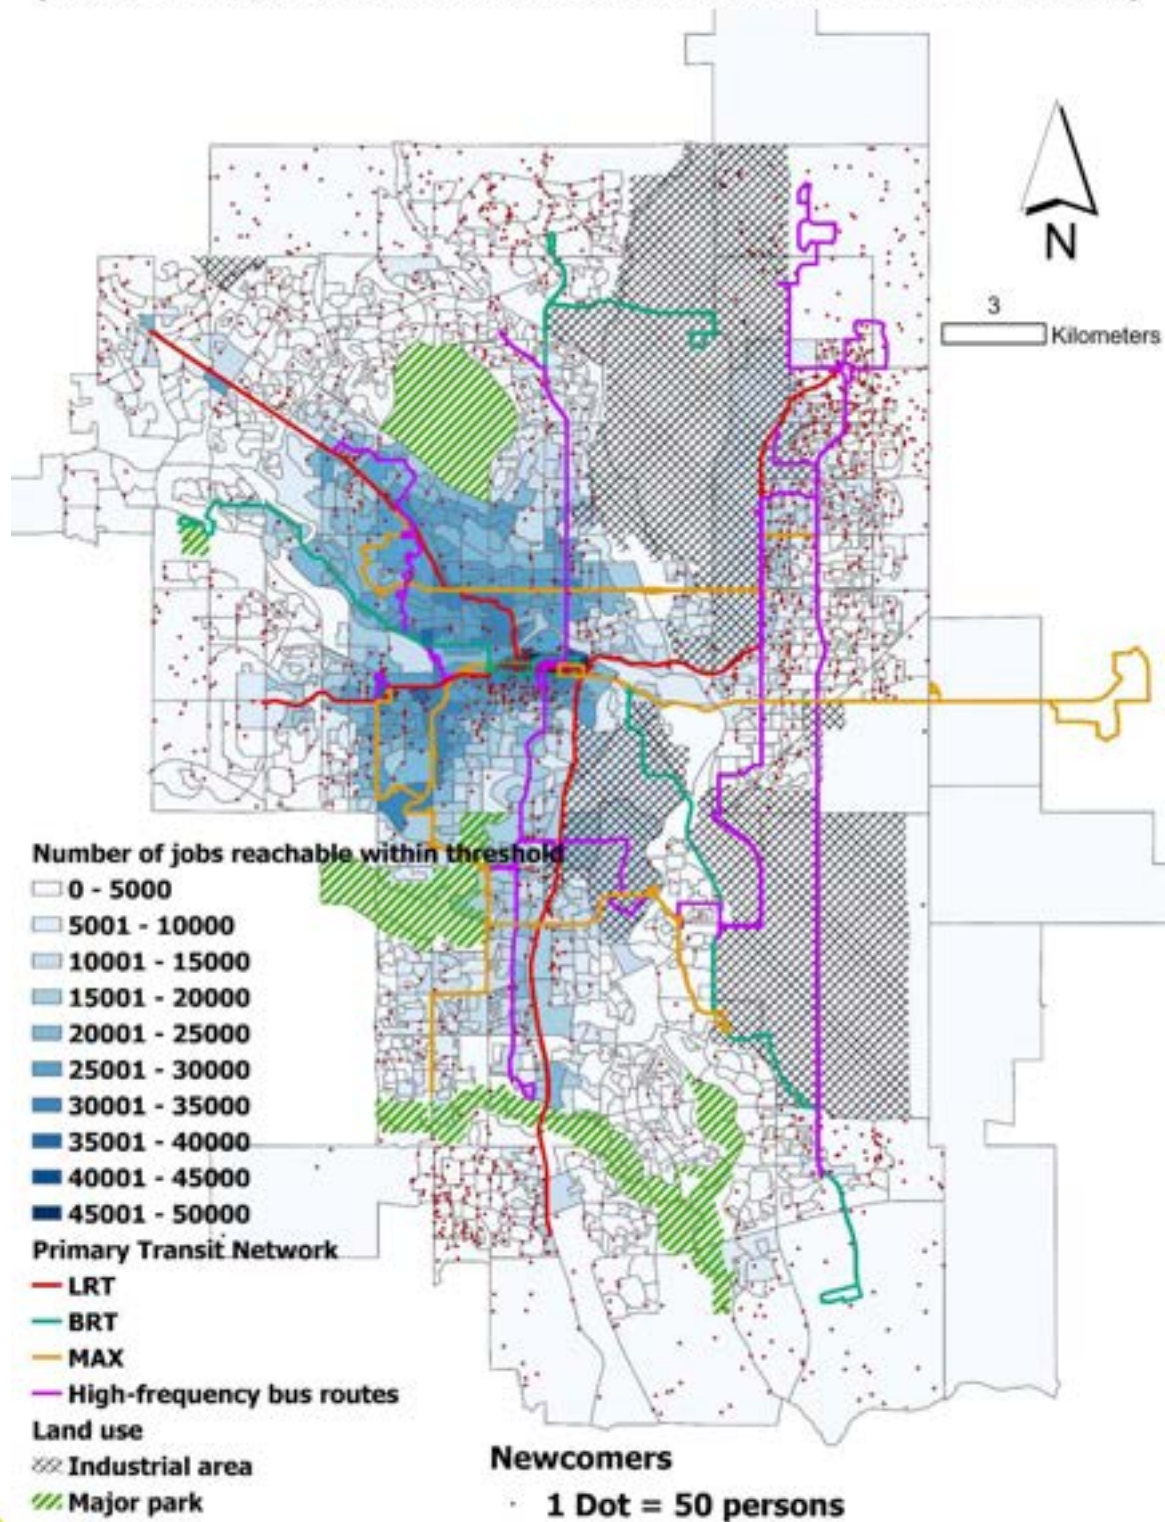 N
3
Kilometers
Number of jobs reachable within threshold
0 - 5000
5001 - 10000
10001 - 15000
15001 - 20000
20001 - 25000
25001 - 30000
30001 - 35000
35001 - 40000
40001 - 45000
45001 - 50000
Primary Transit Network
LRT
BRT
MAX
High-frequency bus routes
Land use
Industrial area
Major park
Newcomers
1 Dot = 50 persons